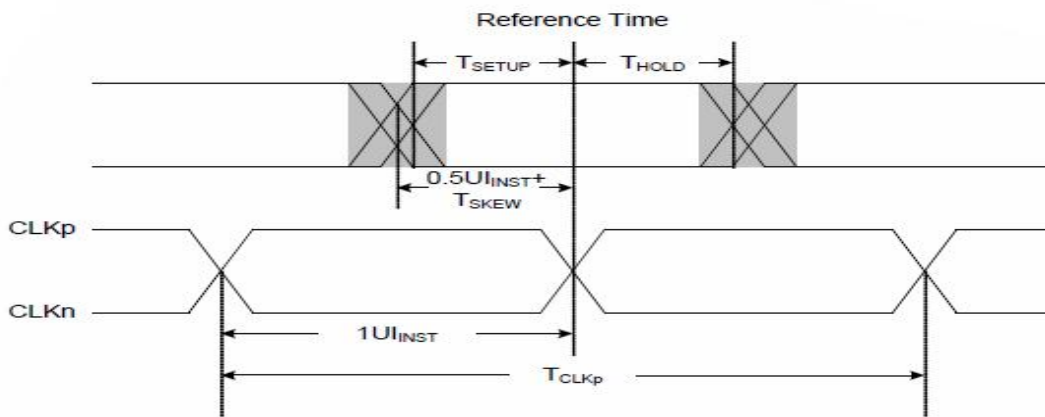 Reference Time
TSETUP
THOLD
0.5UIINST+
TSKEW
CLKp
CLKn
1UIINST
TCLKp